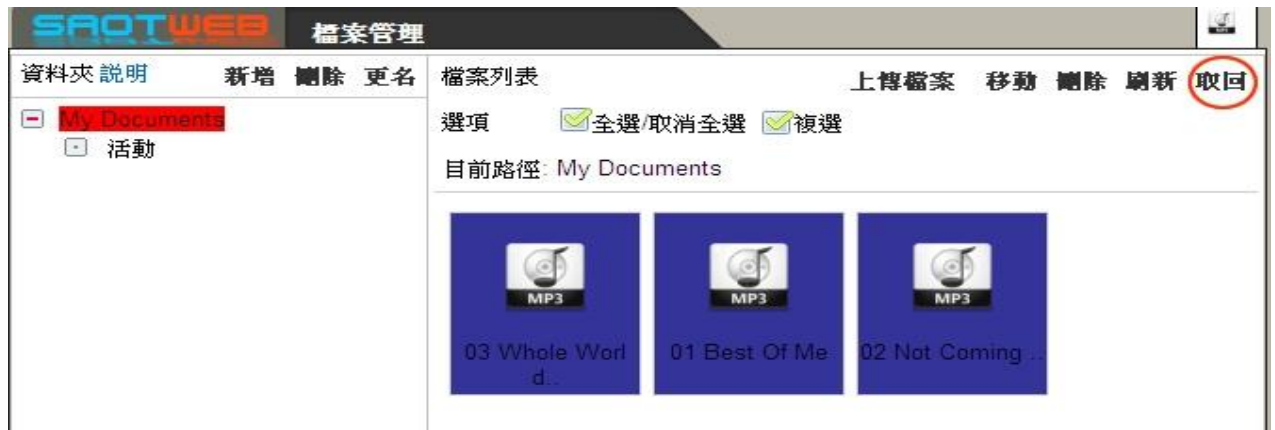 SAOTWEB 檔案管理
資料夾 説明 新增 刪除 更名
My Documents
活動
檔案列表 上傳檔案 移動 刪除 刷新 取回
選項 全選/取消全選 複選
目前路徑: My Documents
MP3 MP3 MP3
03 Whole Worl 01 Best Of Me 02 Not Coming ..
d..